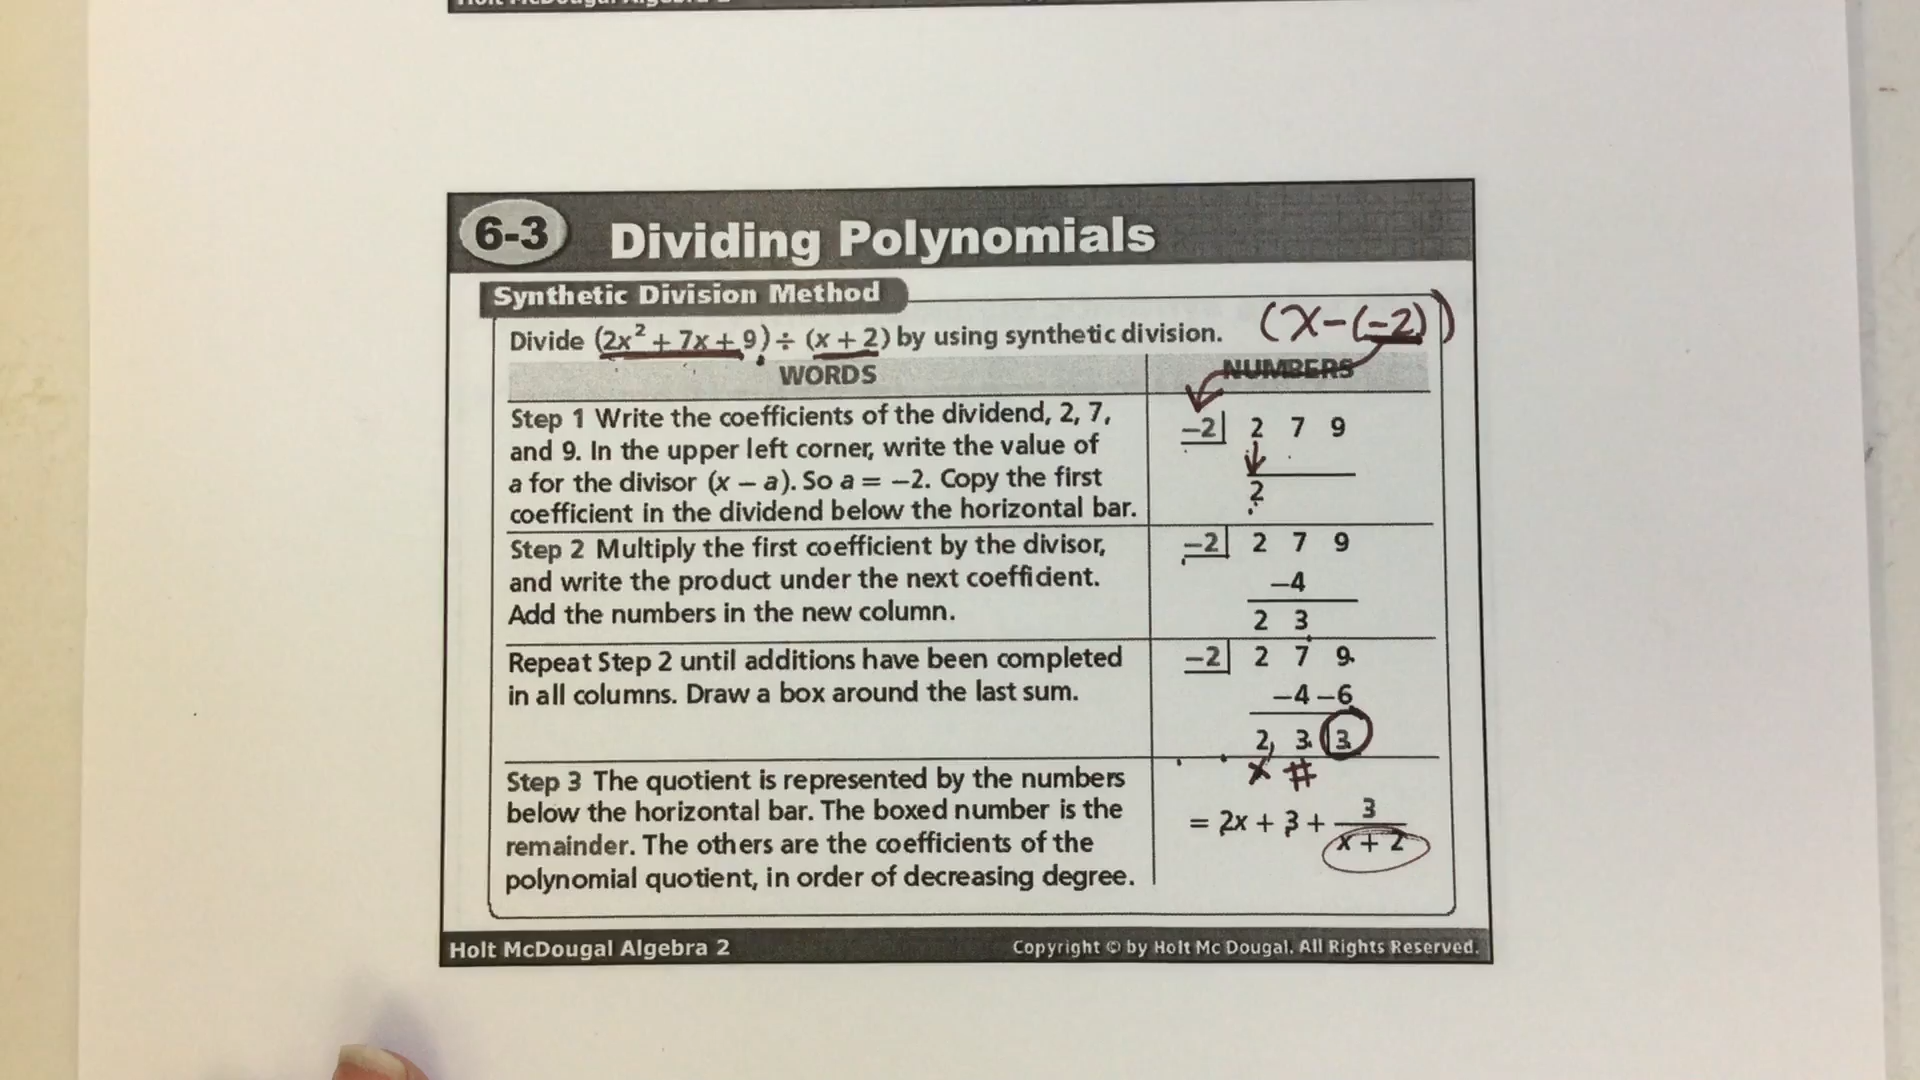 6-3 Dividing Polynomials
Synthetic Division Method
Divide (2x² + 7x + 9) ÷ (x + 2) by using synthetic division. (x-(-2))
WORDS
NUMBERS
Step 1 Write the coefficients of the dividend, 2, 7,
and 9. In the upper left corner, write the value of
a for the divisor (x – a). So a = –2. Copy the first
coefficient in the dividend below the horizontal bar.
–2 2 7 9
2
Step 2 Multiply the first coefficient by the divisor,
and write the product under the next coefficient.
Add the numbers in the new column.
–2 2 7 9
–4
2 3
Repeat Step 2 until additions have been completed
in all columns. Draw a box around the last sum.
–2 2 7 9
–4 –6
2 3 3
x #
Step 3 The quotient is represented by the numbers
below the horizontal bar. The boxed number is the
remainder. The others are the coefficients of the
polynomial quotient, in order of decreasing degree.
3
= 2x + 3 +
x + 2
Holt McDougal Algebra 2
Copyright © by Holt Mc Dougal. All Rights Reserved.